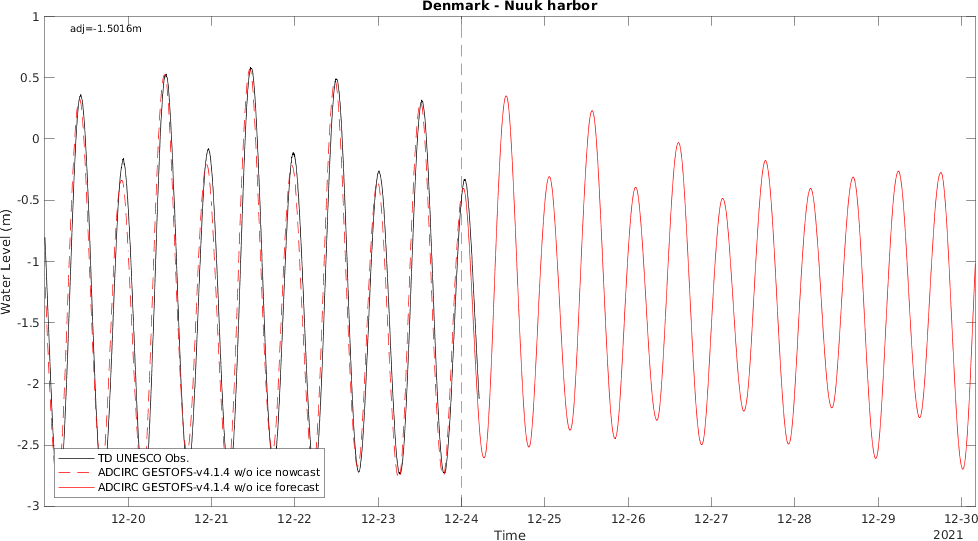 Denmark - Nuuk harbor
adj=-1.5016m
1
0.5
0
-0.5
-1
-1.5
-2
-2.5
-3
Water Level (m)
TD UNESCO Obs.
ADCIRC GESTOFS-v4.1.4 w/o ice nowcast
ADCIRC GESTOFS-v4.1.4 w/o ice forecast
12-20 12-21 12-22 12-23 12-24 12-25 12-26 12-27 12-28 12-29 12-30
Time
2021